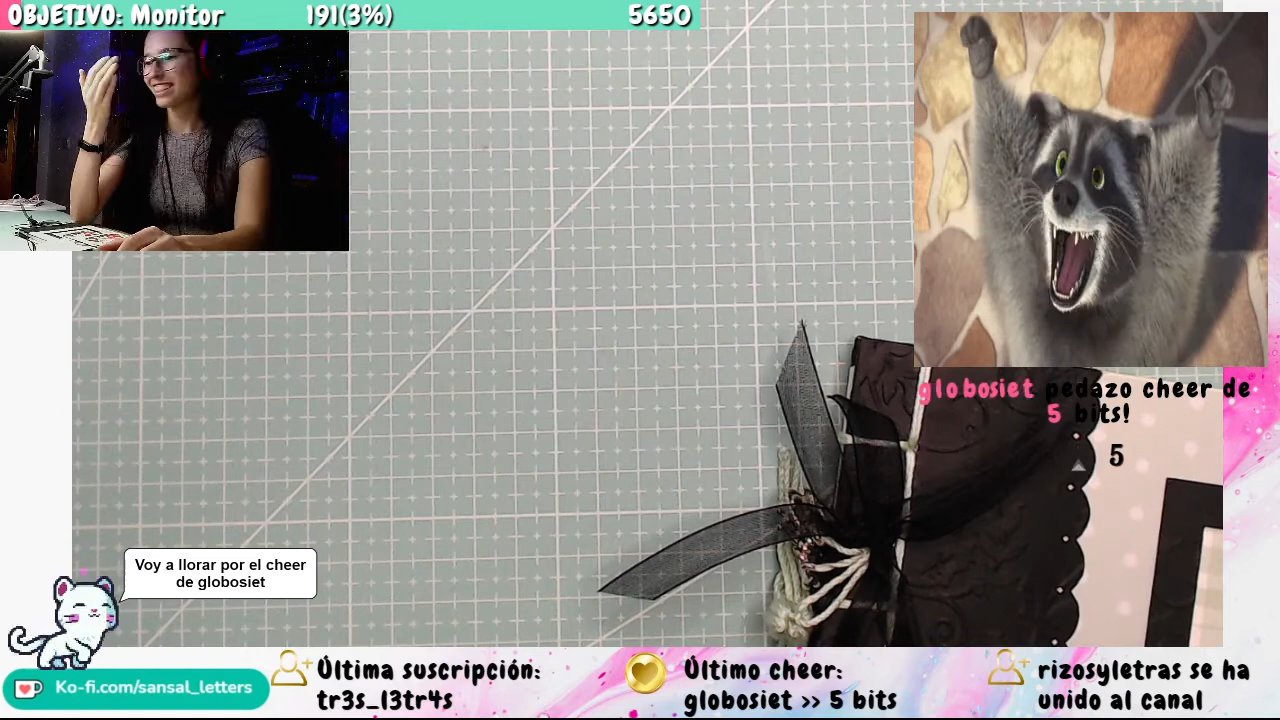 OBJETIVO: Monitor 191(3%) 5650
globosiet pedazo cheer de
5 bits!
5
Voy a llorar por el cheer
de globosiet
Ko-fi.com/sansal_letters
Última suscripción:
tr3s_l3tr4s
Último cheer:
globosiet >> 5 bits
rizosyletras se ha
unido al canal